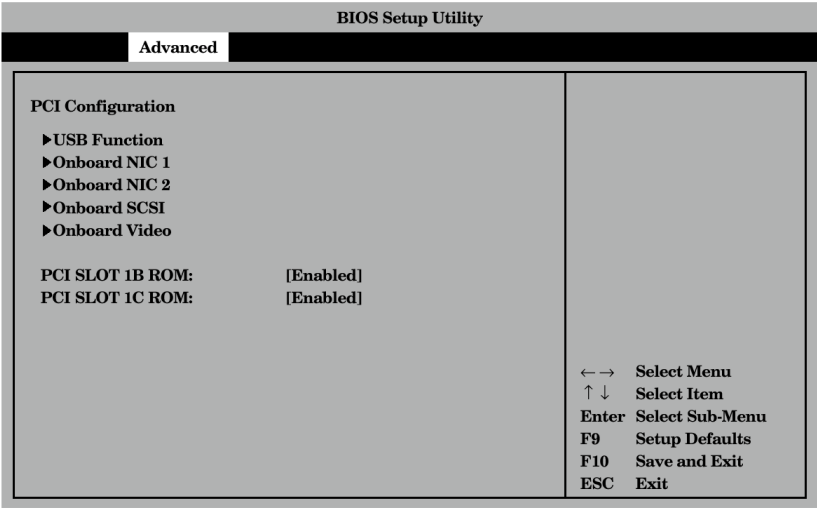 BIOS Setup Utility
Advanced
PCI Configuration
▶USB Function
▶Onboard NIC 1
▶Onboard NIC 2
▶Onboard SCSI
▶Onboard Video
PCI SLOT 1B ROM: [Enabled]
PCI SLOT 1C ROM: [Enabled]
←→ Select Menu
↑↓ Select Item
Enter Select Sub-Menu
F9 Setup Defaults
F10 Save and Exit
ESC Exit